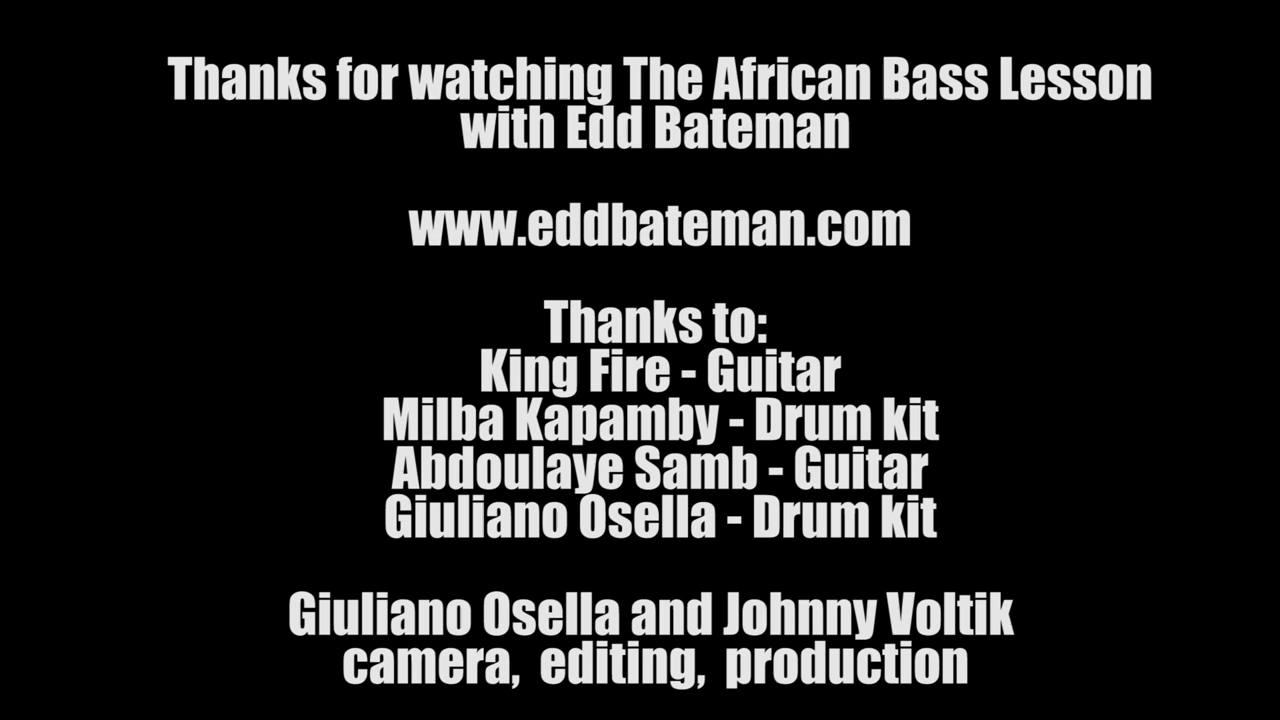 Thanks for watching The African Bass Lesson
with Edd Bateman
www.eddbateman.com
Thanks to:
King Fire - Guitar
Milba Kapamby - Drum kit
Abdoulaye Samb - Guitar
Giuliano Osella - Drum kit
Giuliano Osella and Johnny Voltik
camera, editing, production